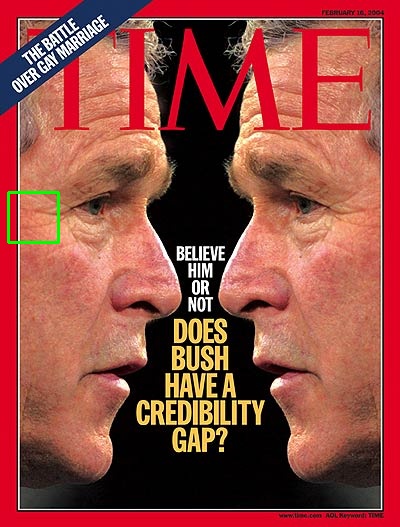 FEBRUARY 16, 2004
THE BATTLE
OVER GAY MARRIAGE
TIME
BELIEVE
HIM
OR
NOT
DOES
BUSH
HAVE A
CREDIBILITY
GAP?
www.time.com AOL Keyword: TIME